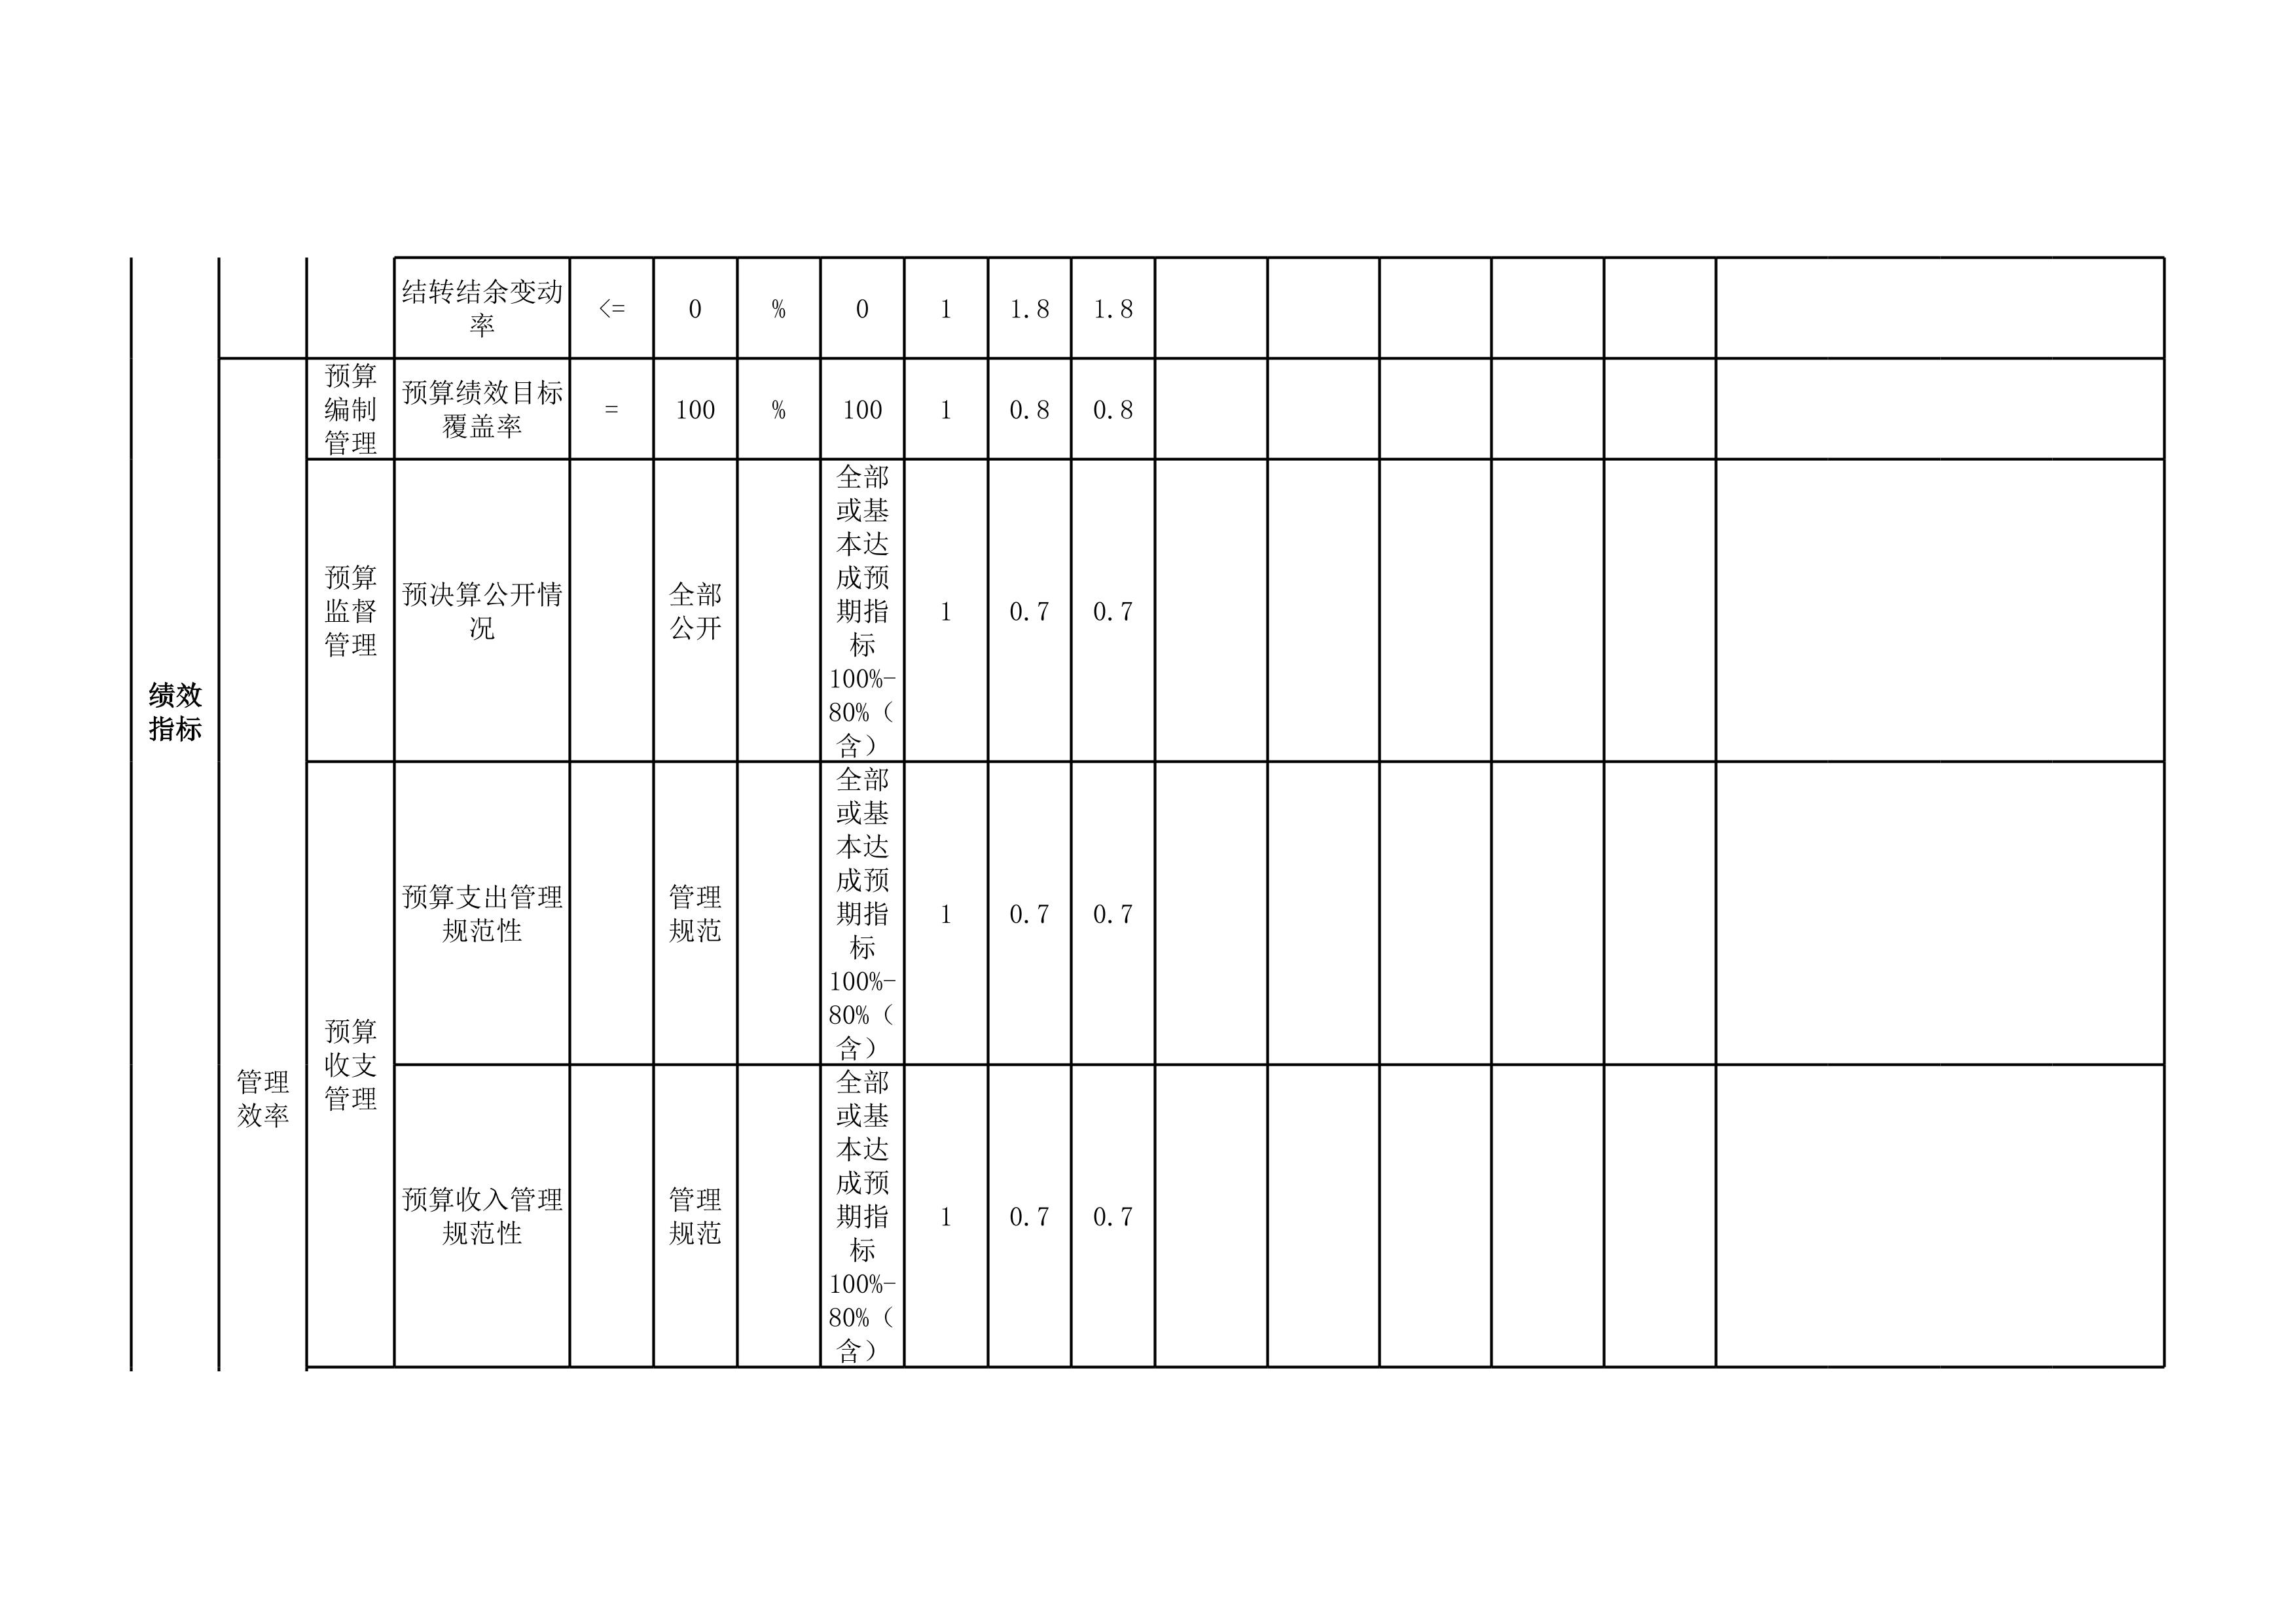 绩效
指标
结转结余变动
率
<=
0
%
0
1
1.8
1.8
管理
效率
预算
编制
管理
预算绩效目标
覆盖率
=
100
%
100
1
0.8
0.8
预算
监督
管理
预决算公开情
况
全部
公开
全部
或基
本达
成预
期指
标
100%-
80%（
含）
1
0.7
0.7
预算
收支
管理
预算支出管理
规范性
管理
规范
全部
或基
本达
成预
期指
标
100%-
80%（
含）
1
0.7
0.7
预算收入管理
规范性
管理
规范
全部
或基
本达
成预
期指
标
100%-
80%（
含）
1
0.7
0.7